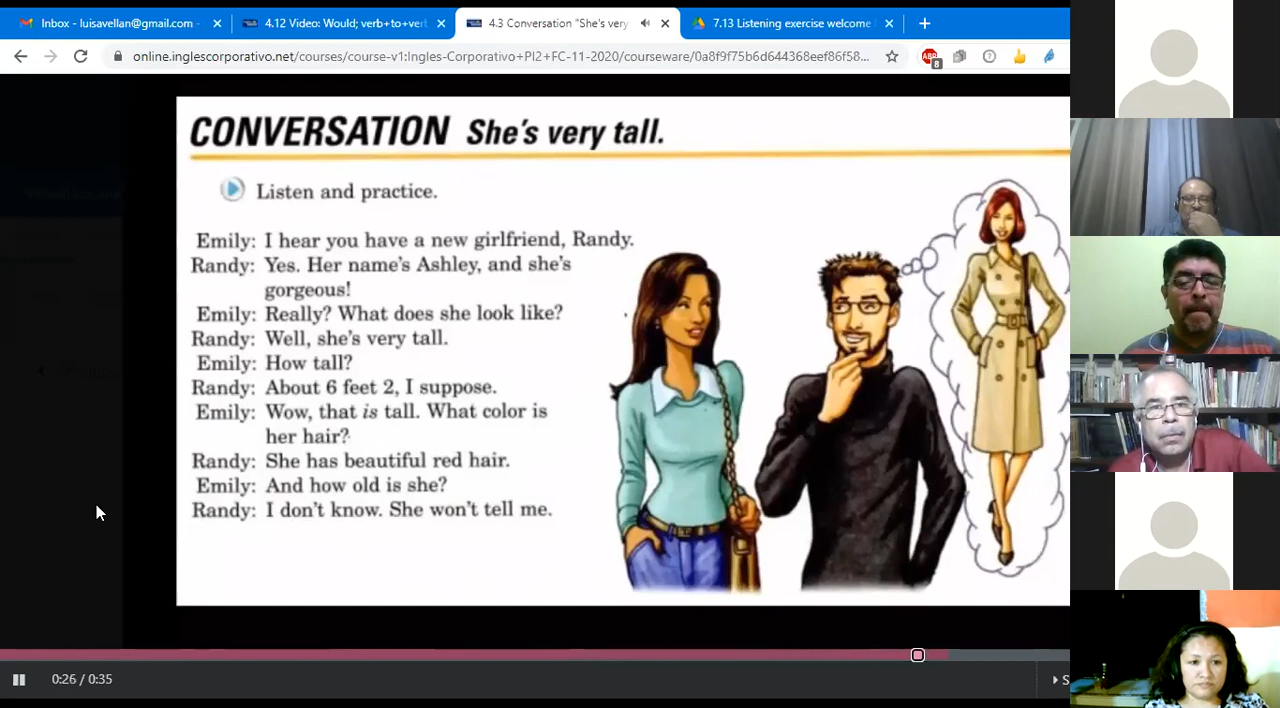 Inbox - luisavellan@gmail.com -
4.12 Video: Would; verb+to+verb
4.3 Conversation "She's very
7.13 Listening exercise welcome
online.inglescorporativo.net/courses/course-v1:Ingles-Corporativo+PI2+FC-11-2020/courseware/0a8f9f75b6d644368eef86f58...
ABP
8
CONVERSATION She's very tall.
Listen and practice.
Emily: I hear you have a new girlfriend, Randy.
Randy: Yes. Her name's Ashley, and she's
gorgeous!
Emily: Really? What does she look like?
Randy: Well, she's very tall.
Emily: How tall?
Randy: About 6 feet 2, I suppose.
Emily: Wow, that is tall. What color is
her hair?
Randy: She has beautiful red hair.
Emily: And how old is she?
Randy: I don't know. She won't tell me.
0:26 / 0:35
S